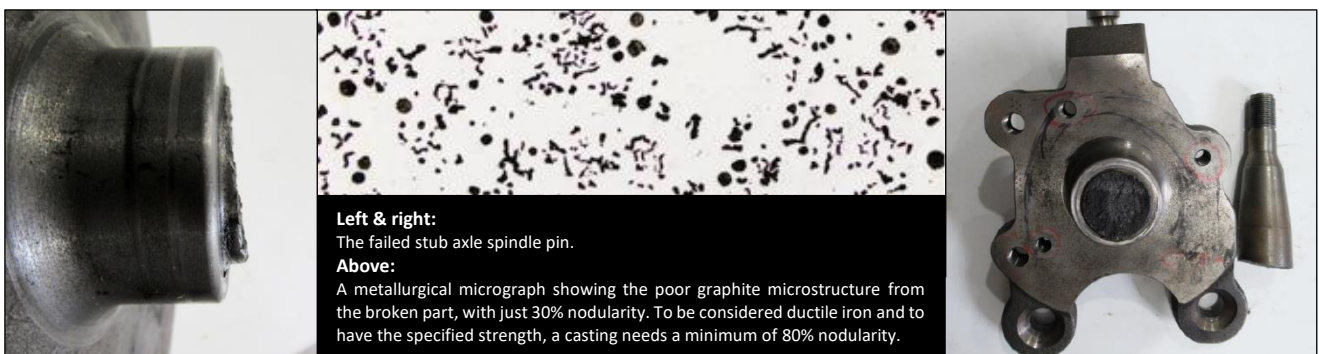 Left & right:
The failed stub axle spindle pin.
Above:
A metallurgical micrograph showing the poor graphite microstructure from
the broken part, with just 30% nodularity. To be considered ductile iron and to
have the specified strength, a casting needs a minimum of 80% nodularity.